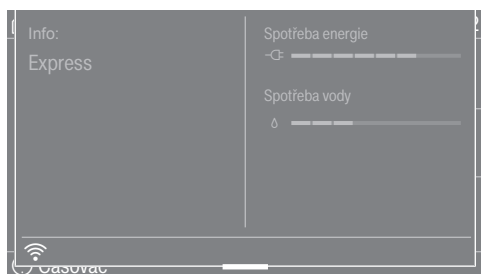 Info:
Express
Spotřeba energie
Spotřeba vody
Časovač